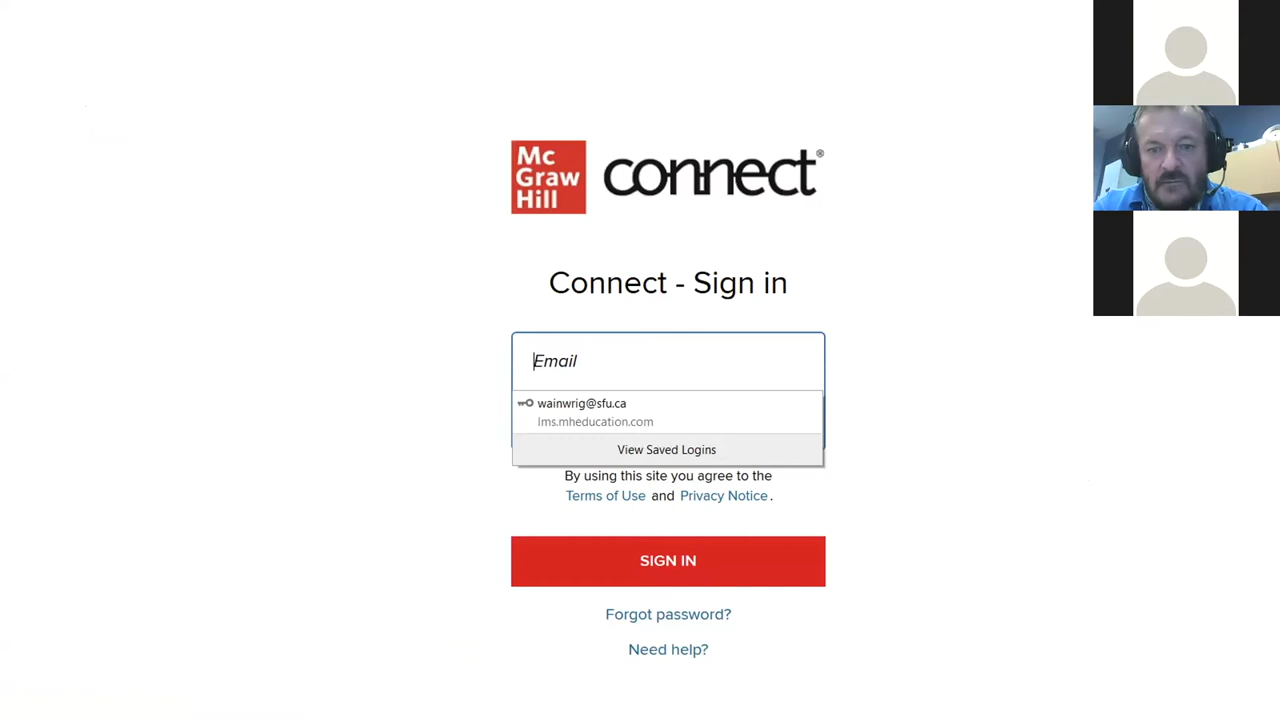 Mc
Graw
Hill
connect®
Connect - Sign in
Email
wainwrig@sfu.ca
lms.mheducation.com
View Saved Logins
By using this site you agree to the
Terms of Use and Privacy Notice.
SIGN IN
Forgot password?
Need help?